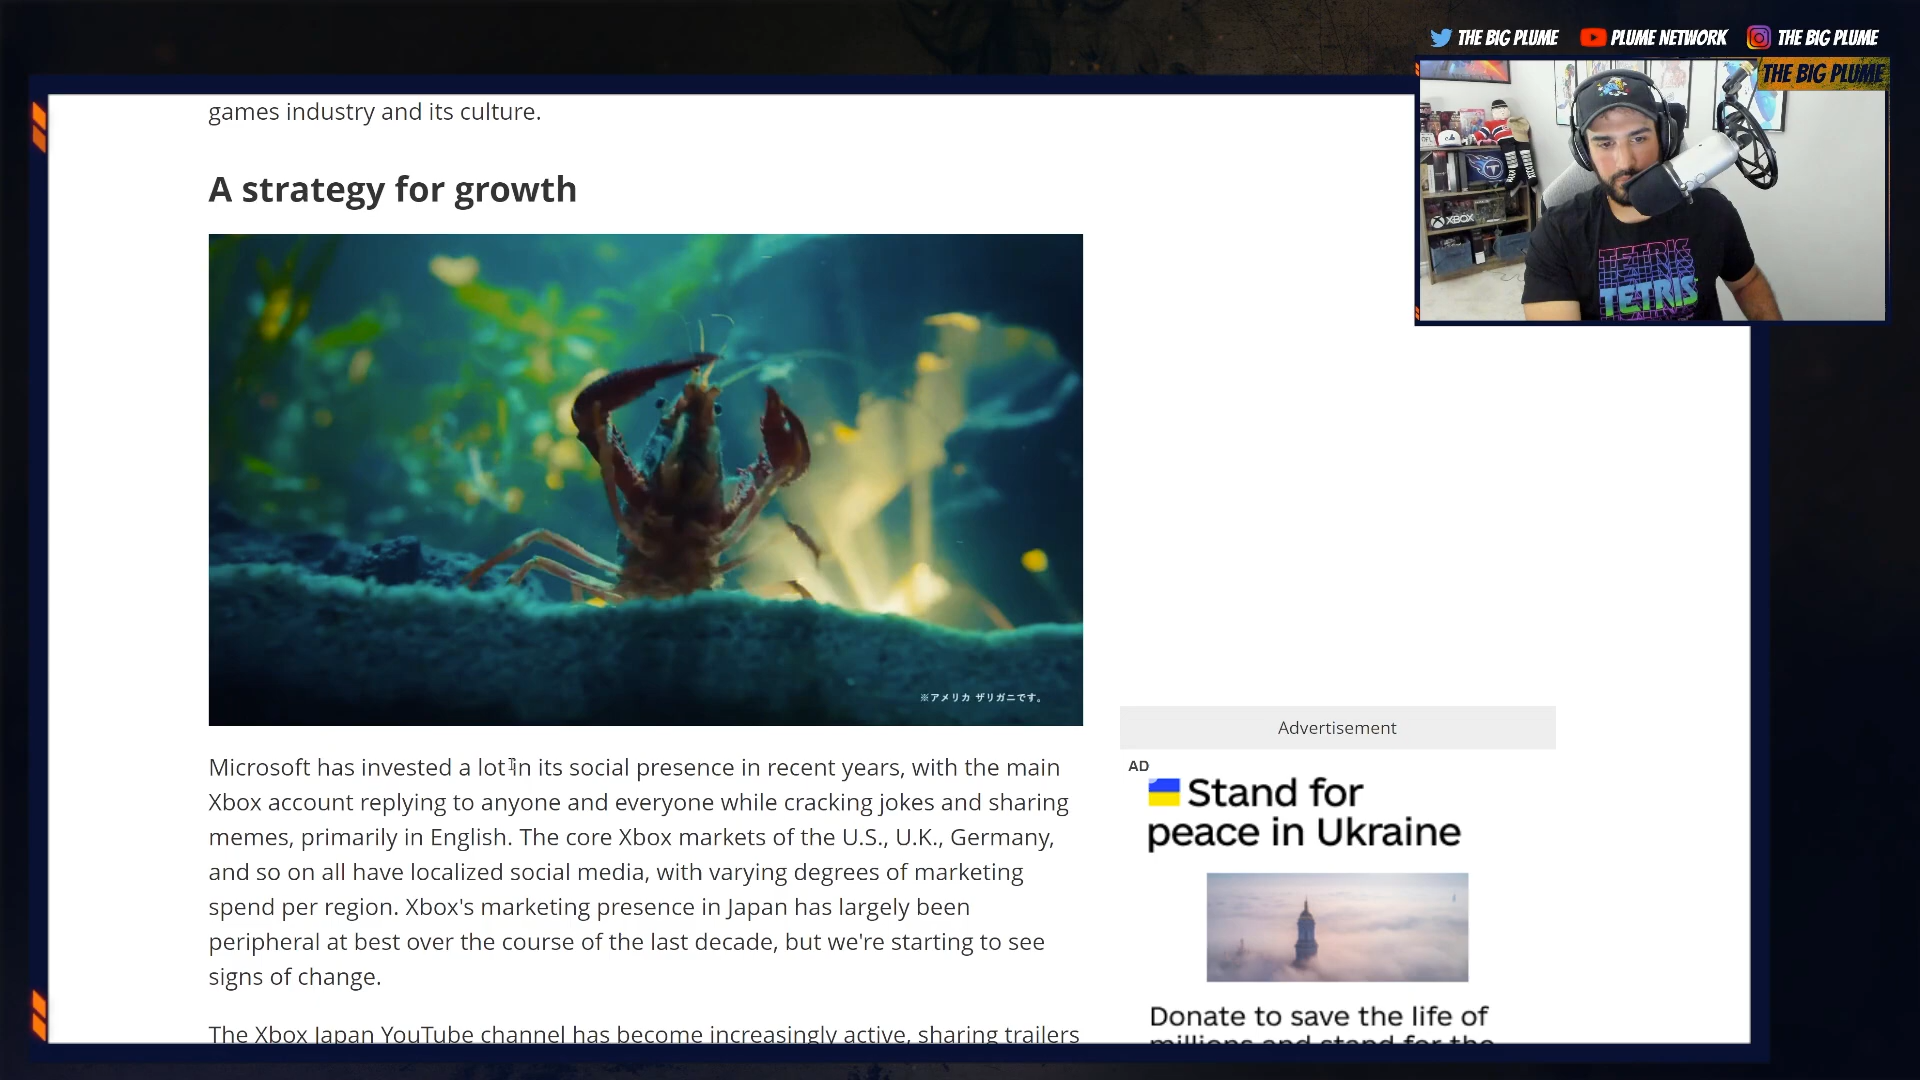 THE BIG PLUME
PLUME NETWORK
THE BIG PLUME
THE BIG PLUME
XBOX
TETRIS
TETRIS
games industry and its culture.
A strategy for growth
※アメリカ ザリガニです。
Microsoft has invested a lot in its social presence in recent years, with the main
Xbox account replying to anyone and everyone while cracking jokes and sharing
memes, primarily in English. The core Xbox markets of the U.S., U.K., Germany,
and so on all have localized social media, with varying degrees of marketing
spend per region. Xbox's marketing presence in Japan has largely been
peripheral at best over the course of the last decade, but we're starting to see
signs of change.
The Xbox Japan YouTube channel has become increasingly active, sharing trailers
Advertisement
AD
Stand for
peace in Ukraine
Donate to save the life of
millions and stand for the